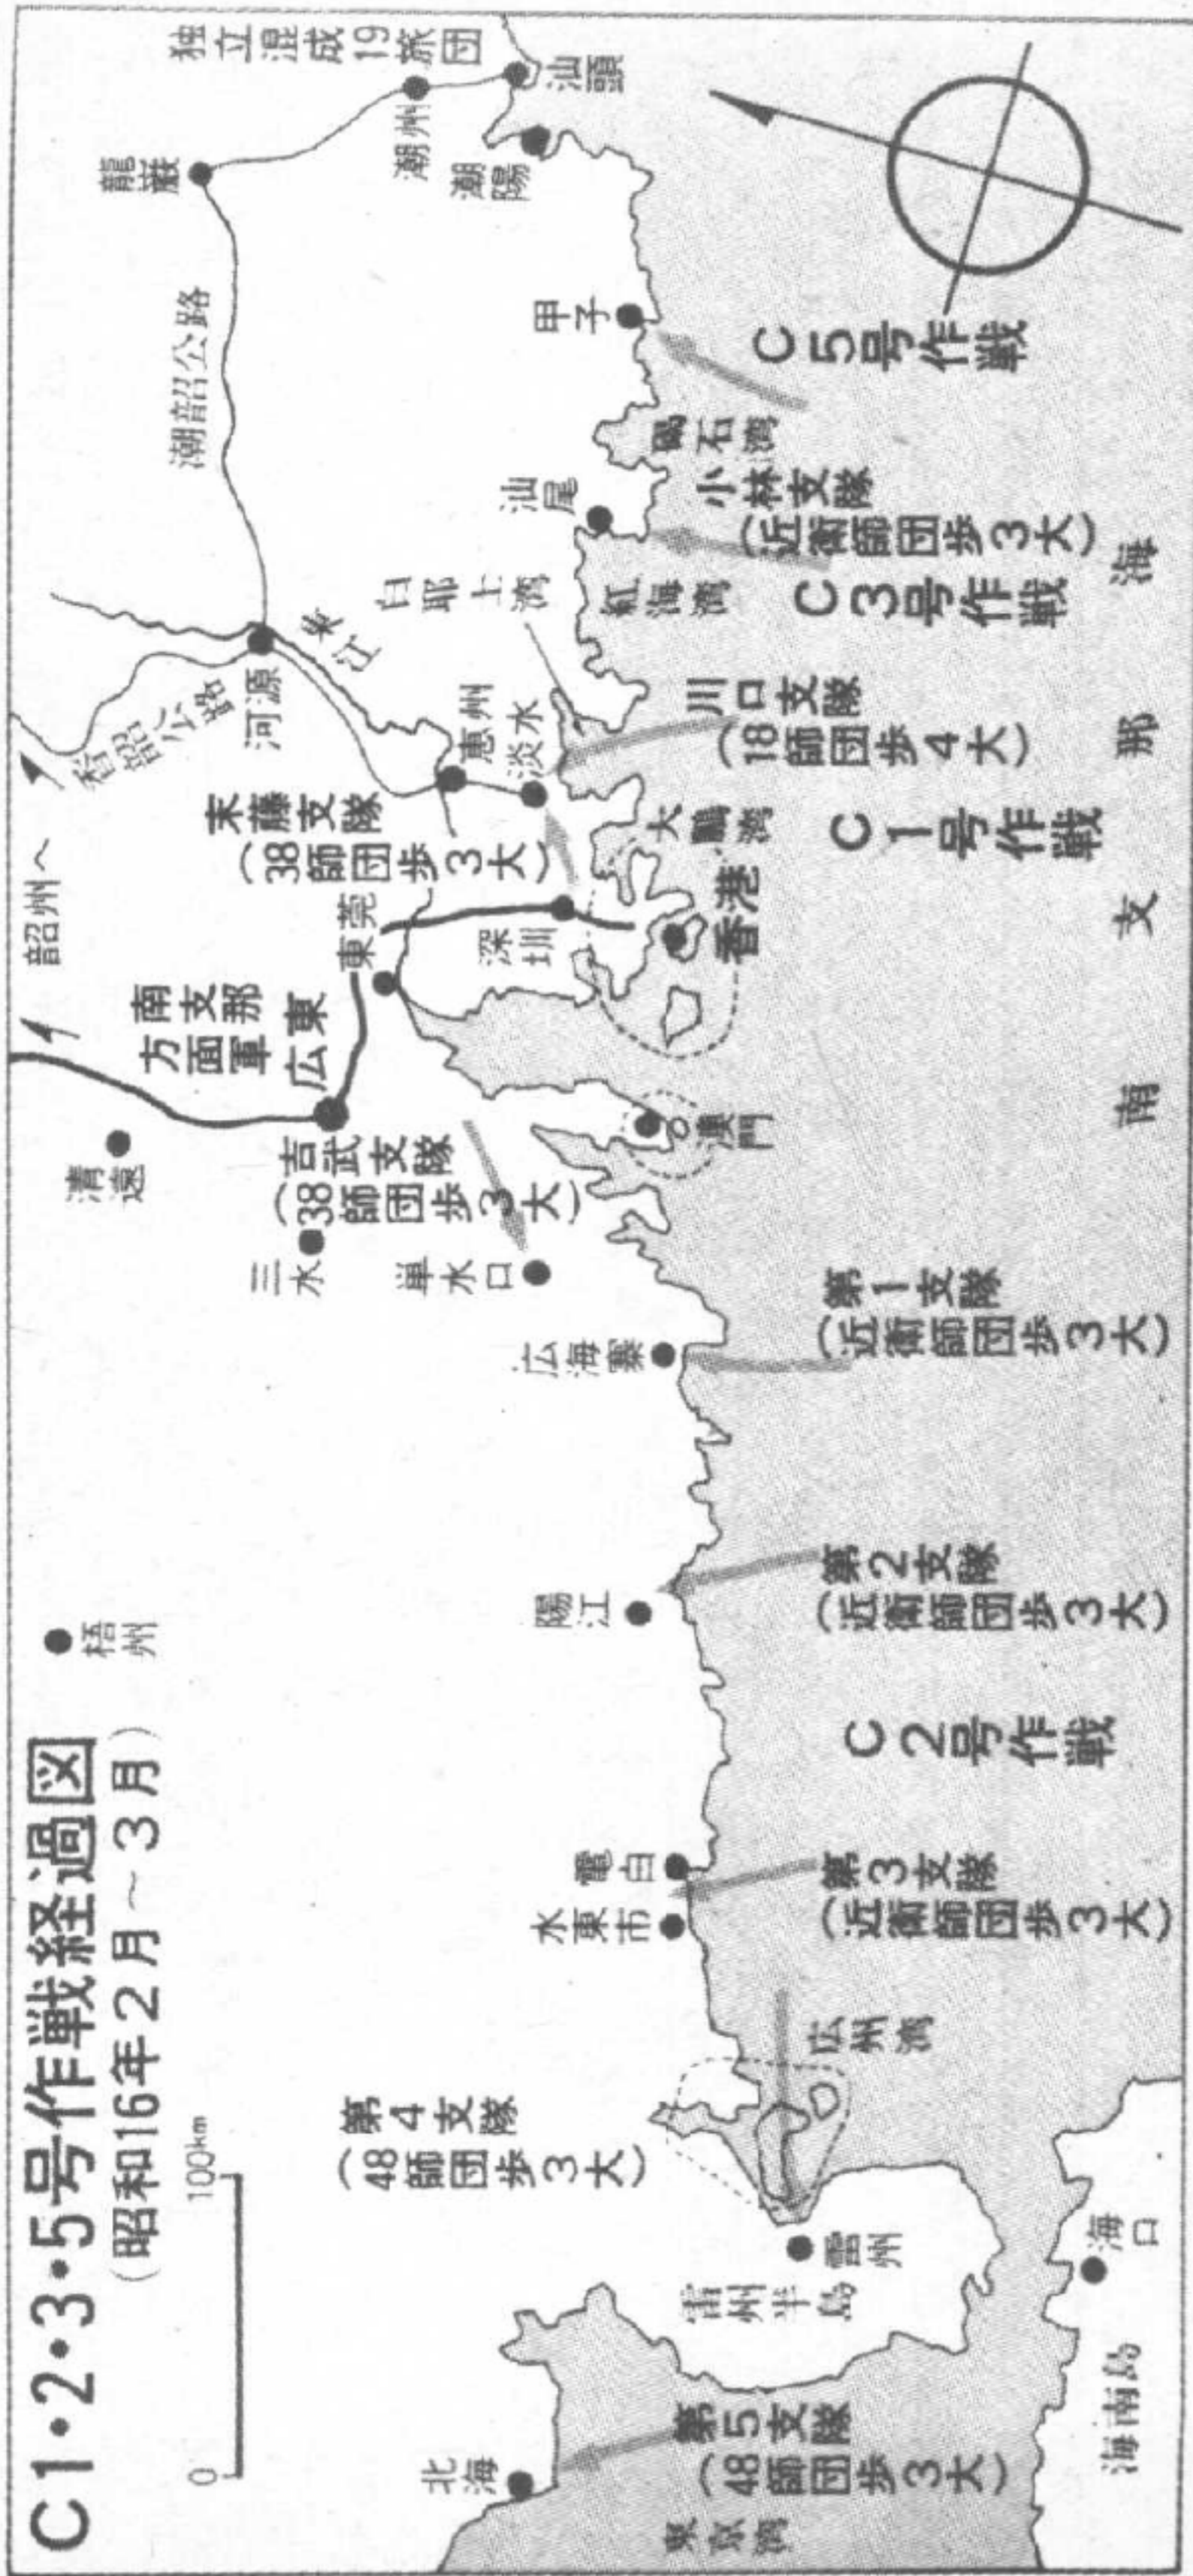 C1・2・3・5号作戦経過図
(昭和16年2月~3月)
0
100km
梧州
清遠
韶州へ
南支那
方面軍
広東
東莞
三水
吉武支隊
(38師団歩3大)
単水口
末藤支隊
(38師団歩3大)
深圳
香韶公路
河源
東江
恵州
淡水
潮韶公路
龍巌
独立混成19旅団
潮州
汕頭
潮陽
甲子
C5号作戦
碣石湾
汕尾
小林支隊
(近衛師団歩3大)
C3号作戦
紅海湾
白耶士湾
川口支隊
(18師団歩4大)
C1号作戦
大鵬湾
香港
澳門
広海寨
第1支隊
(近衛師団歩3大)
陽江
第2支隊
(近衛師団歩3大)
C2号作戦
電白
水東市
第3支隊
(近衛師団歩3大)
広州湾
第4支隊
(48師団歩3大)
雷州
雷州半島
北海
第5支隊
(48師団歩3大)
東京湾
海口
海南島
南支那海